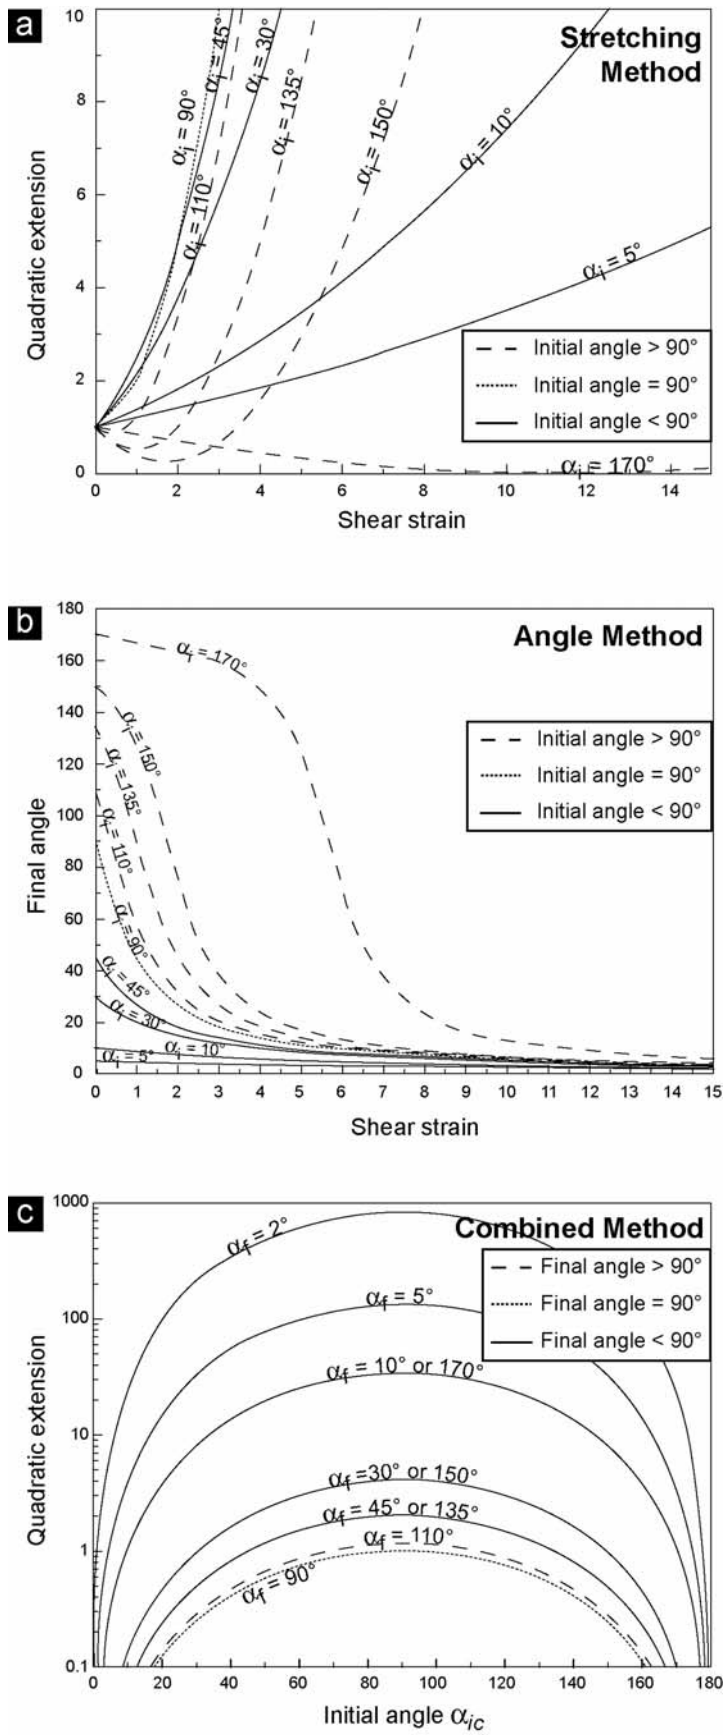 a
Stretching
Method
10
8
6
4
2
0
Quadratic extension
αi = 90°
αi = 45°
αi = 30°
αi = 110°
αi = 135°
αi = 150°
αi = 10°
αi = 5°
αi = 170°
Initial angle > 90°
Initial angle = 90°
Initial angle < 90°
0 2 4 6 8 10 12 14
Shear strain
b
Angle Method
180
160
140
120
100
80
60
40
20
0
Final angle
αi = 170°
αi = 150°
αi = 135°
αi = 110°
αi = 90°
αi = 45°
αi = 30°
αi = 10°
αi = 5°
Initial angle > 90°
Initial angle = 90°
Initial angle < 90°
0 1 2 3 4 5 6 7 8 9 10 11 12 13 14 15
Shear strain
c
Combined Method
1000
100
10
1
0.1
Quadratic extension
αf = 2°
αf = 5°
αf = 10° or 170°
αf =30° or 150°
αf = 45° or 135°
αf = 110°
αf = 90°
Final angle > 90°
Final angle = 90°
Final angle < 90°
0 20 40 60 80 100 120 140 160 180
Initial angle αic